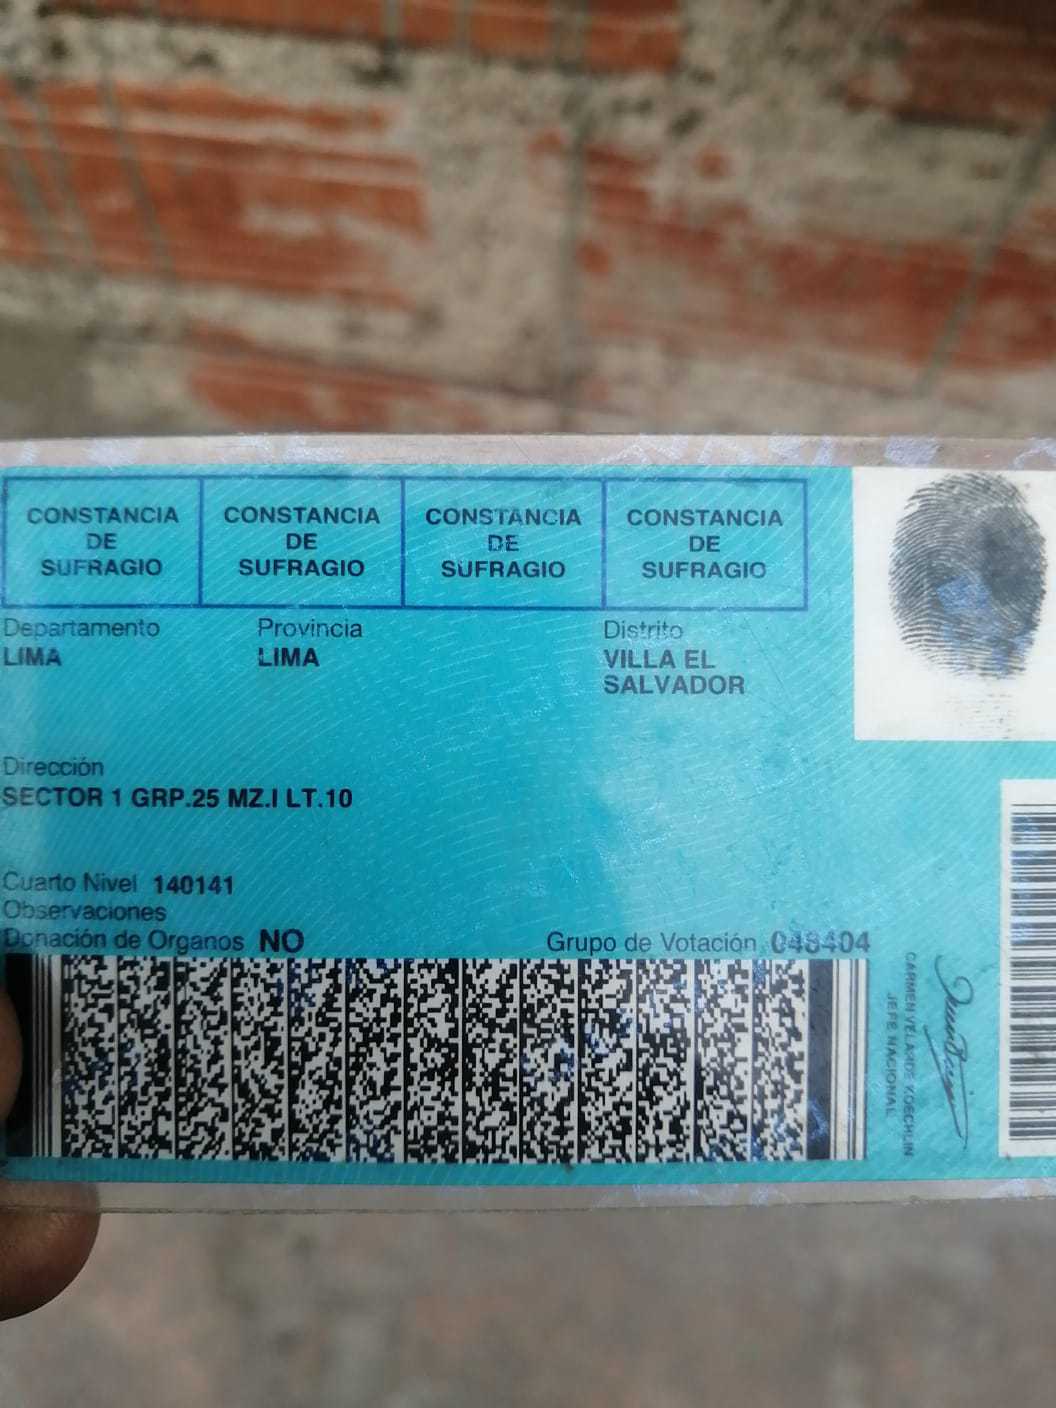 CONSTANCIA DE SUFRAGIO
CONSTANCIA DE SUFRAGIO
CONSTANCIA DE SUFRAGIO
CONSTANCIA DE SUFRAGIO
Departamento Provincia Distrito
LIMA LIMA VILLA EL
SALVADOR
Dirección
SECTOR 1 GRP.25 MZ.I LT.10
Cuarto Nivel 140141
Observaciones
Donación de Organos NO Grupo de Votación 048404
CARMEN VELARDE KOECHLIN
JEFE NACIONAL